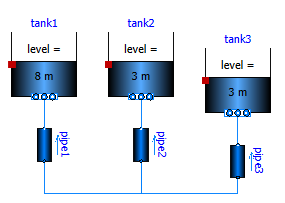 tank1
tank2
tank3
level =
level =
level =
8 m
3 m
3 m
pipe1
pipe2
pipe3